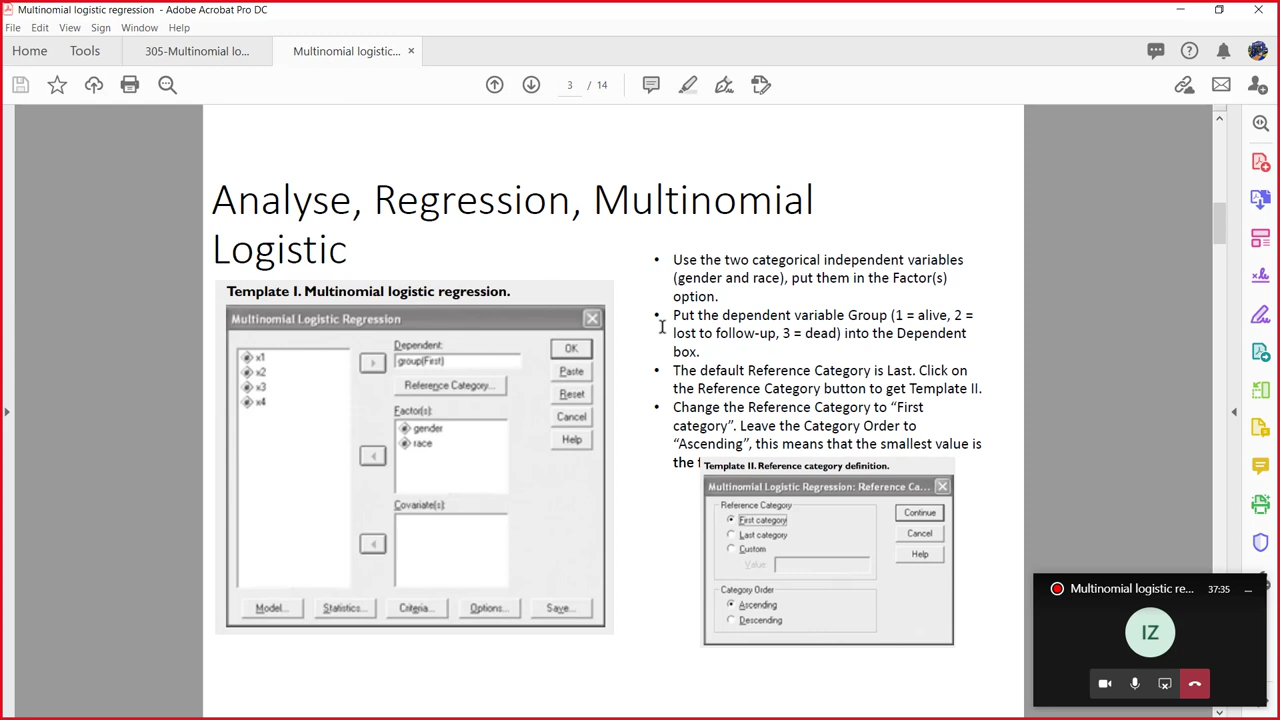 Multinomial logistic regression - Adobe Acrobat Pro DC
File Edit View Sign Window Help
Home Tools 305-Multinomial lo... Multinomial logistic... ×
3 / 14
Analyse, Regression, Multinomial
Logistic
Template I. Multinomial logistic regression.
Multinomial Logistic Regression
x1
x2
x3
x4
Dependent:
group(First)
Reference Category...
Factor(s):
gender
race
Covariate(s):
OK
Paste
Reset
Cancel
Help
Model... Statistics... Criteria... Options... Save...
• Use the two categorical independent variables
(gender and race), put them in the Factor(s)
option.
• Put the dependent variable Group (1 = alive, 2 =
lost to follow-up, 3 = dead) into the Dependent
box.
• The default Reference Category is Last. Click on
the Reference Category button to get Template II.
• Change the Reference Category to “First
category”. Leave the Category Order to
“Ascending”, this means that the smallest value is
the
Template II. Reference category definition.
Multinomial Logistic Regression: Reference Ca...
Reference Category
First category
Last category
Custom
Value:
Category Order
Ascending
Descending
Continue
Cancel
Help
Multinomial logistic re... 37:35
IZ